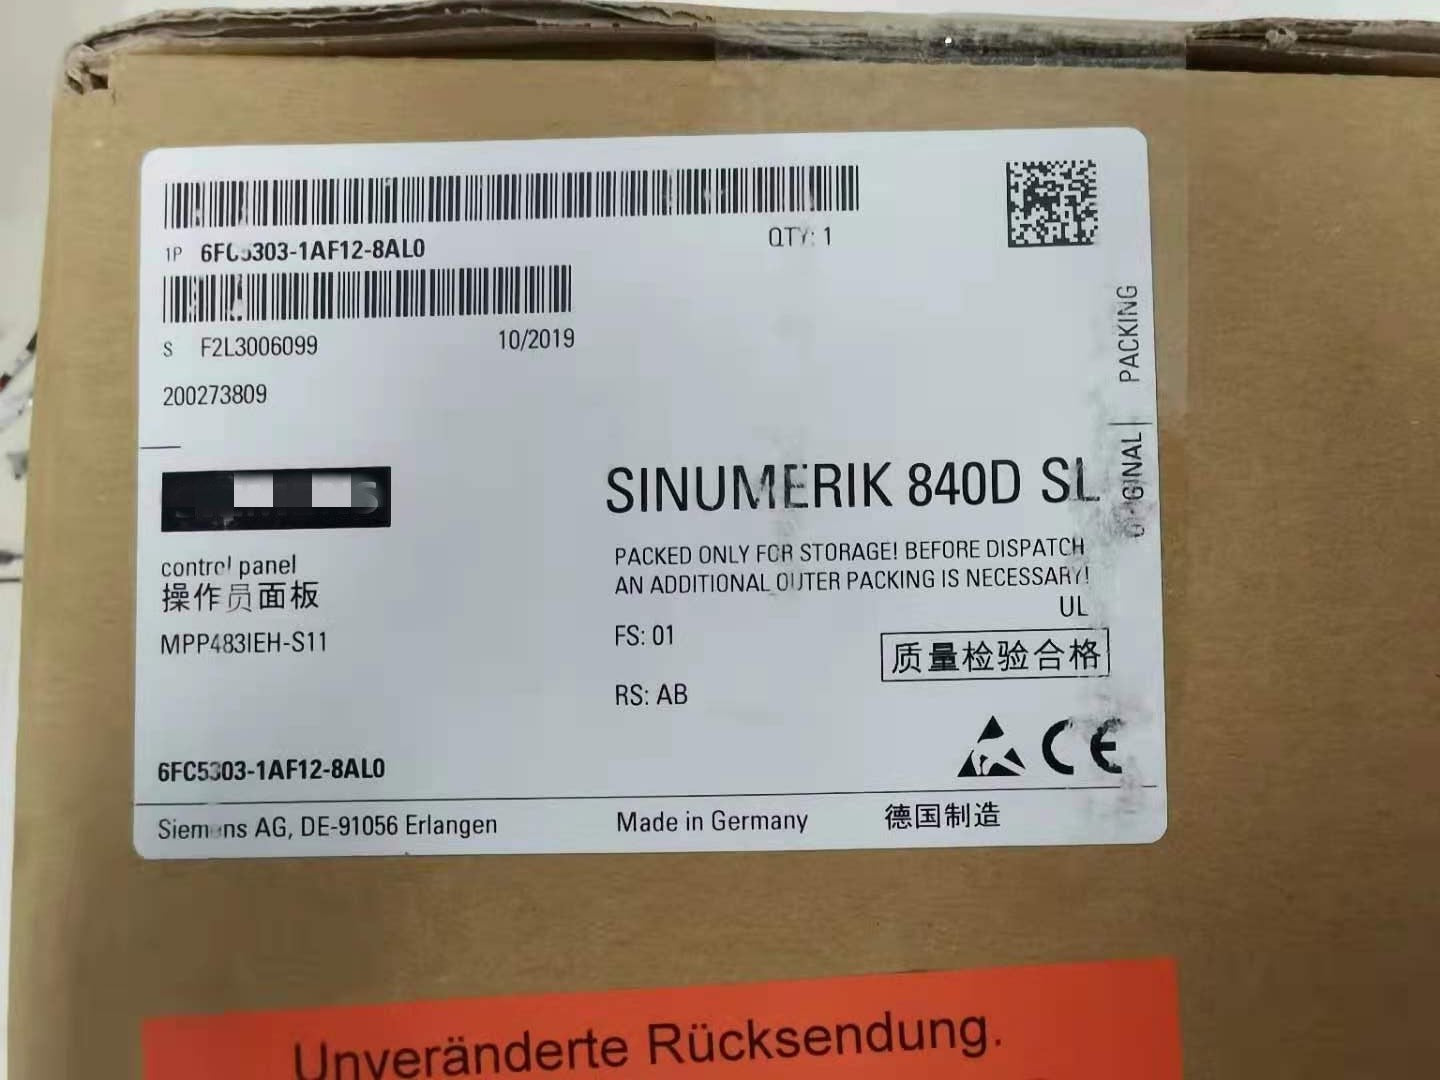 1P 6FC5303-1AF12-8AL0
QTY: 1
S F2L3006099
10/2019
200273809
ORIGINAL PACKING
SINUMERIK 840D SL
control panel
操作员面板
MPP483IEH-S11
PACKED ONLY FOR STORAGE! BEFORE DISPATCH
AN ADDITIONAL OUTER PACKING IS NECESSARY!
UL
FS: 01
质量检验合格
RS: AB
CE
6FC5303-1AF12-8AL0
Siemens AG, DE-91056 Erlangen
Made in Germany
德国制造
Unveränderte Rücksendung.